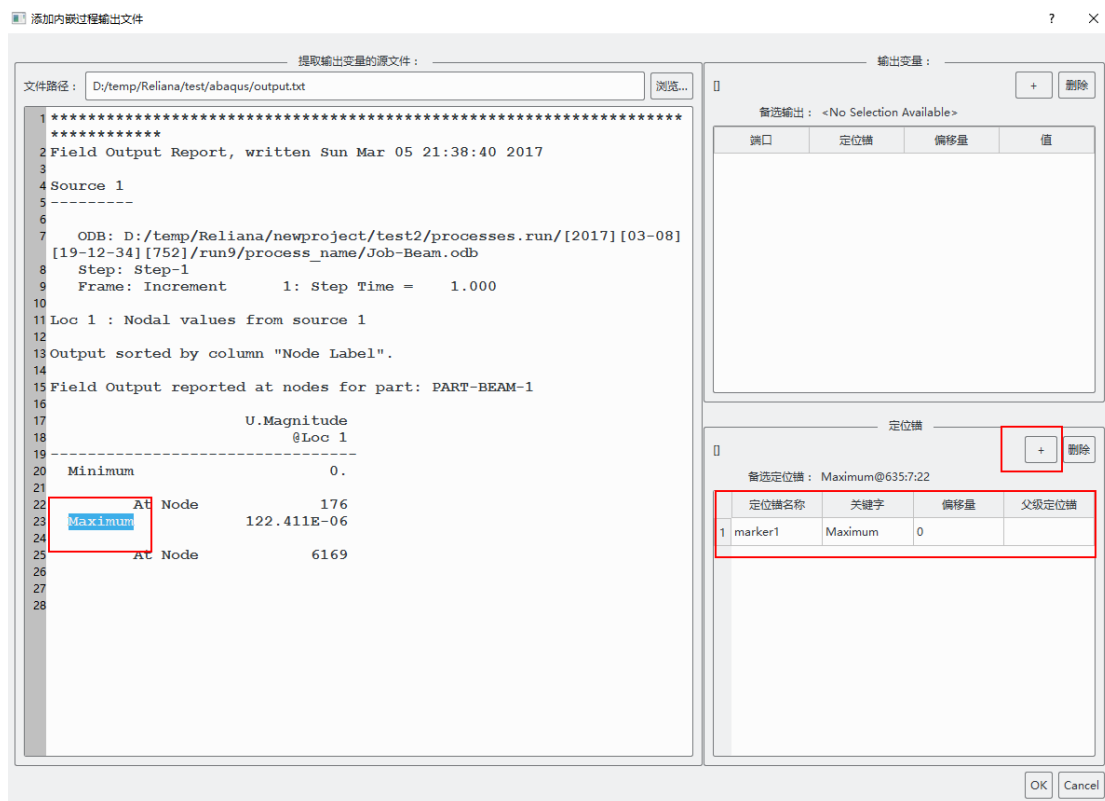 添加内嵌过程输出文件
? ×
提取输出变量的源文件：
文件路径： D:/temp/Reliana/test/abaqus/output.txt 浏览...
1 **********************************************************************
************
2 Field Output Report, written Sun Mar 05 21:38:40 2017
3
4 Source 1
5 ---------
6
7 ODB: D:/temp/Reliana/newproject/test2/processes.run/[2017][03-08]
[19-12-34][752]/run9/process_name/Job-Beam.odb
8 Step: Step-1
9 Frame: Increment 1: Step Time = 1.000
10
11 Loc 1 : Nodal values from source 1
12
13 Output sorted by column "Node Label".
14
15 Field Output reported at nodes for part: PART-BEAM-1
16
17 U.Magnitude
18 @Loc 1
19 ---------------------------------
20 Minimum 0.
21
22 At Node 176
23 Maximum 122.411E-06
24
25 At Node 6169
26
27
28
输出变量：
[] + 删除
备选输出： <No Selection Available>
端口 定位锚 偏移量 值
定位锚
[] + 删除
备选定位锚： Maximum@635:7:22
定位锚名称 关键字 偏移量 父级定位锚
1 marker1 Maximum 0
OK Cancel